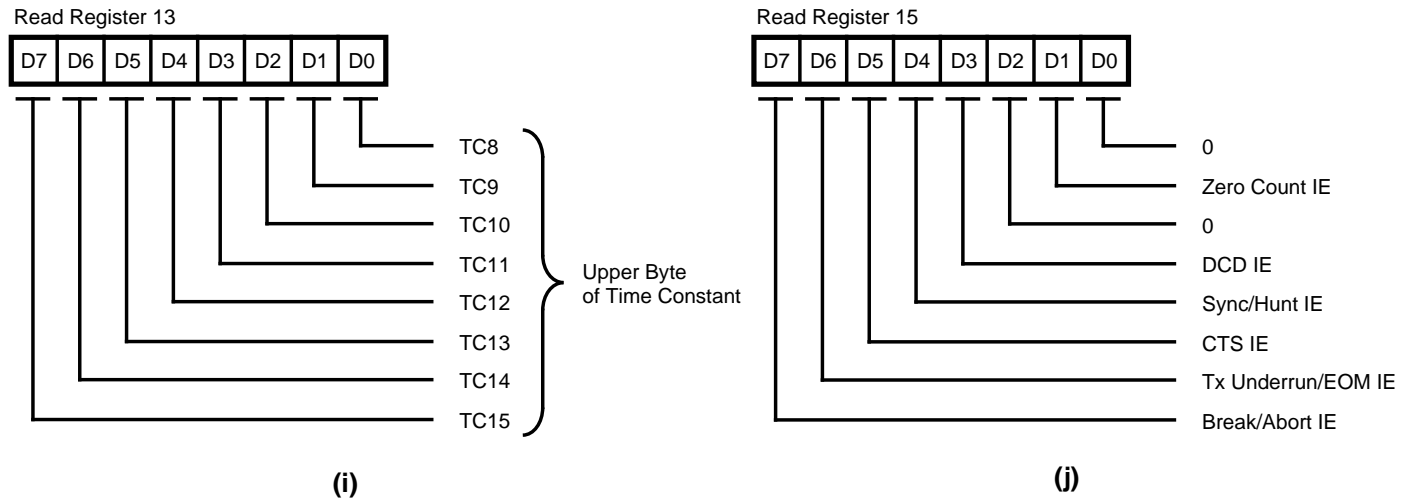 Read Register 13
D7 D6 D5 D4 D3 D2 D1 D0
TC8
TC9
TC10
TC11
TC12
TC13
TC14
TC15
Upper Byte
of Time Constant
(i)
Read Register 15
D7 D6 D5 D4 D3 D2 D1 D0
0
Zero Count IE
0
DCD IE
Sync/Hunt IE
CTS IE
Tx Underrun/EOM IE
Break/Abort IE
(j)